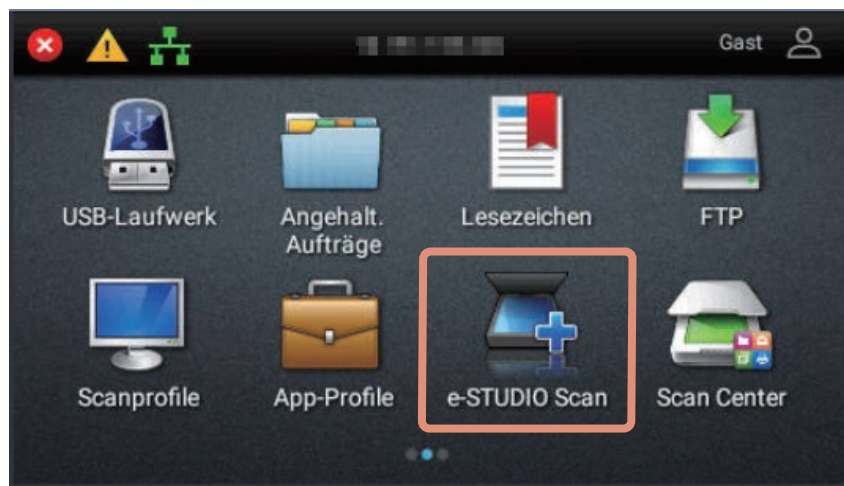 Gast
USB-Laufwerk
Angehalt.
Aufträge
Lesezeichen
FTP
Scanprofile
App-Profile
e-STUDIO Scan
Scan Center